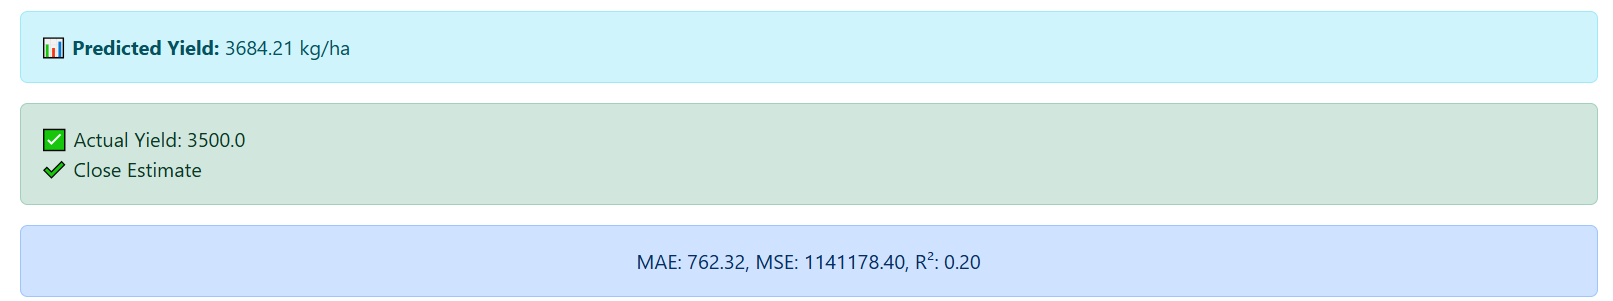 📊 Predicted Yield: 3684.21 kg/ha
✅ Actual Yield: 3500.0
✔ Close Estimate
MAE: 762.32, MSE: 1141178.40, R²: 0.20